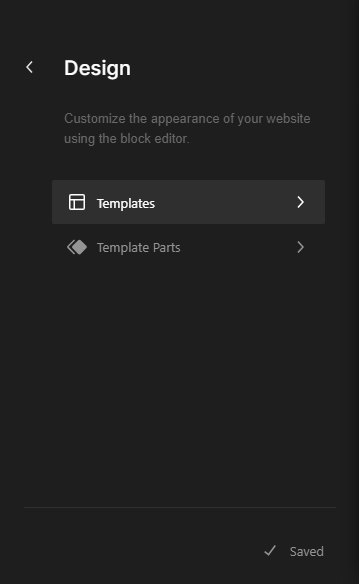 Design
Customize the appearance of your website
using the block editor.
Templates
Template Parts
Saved